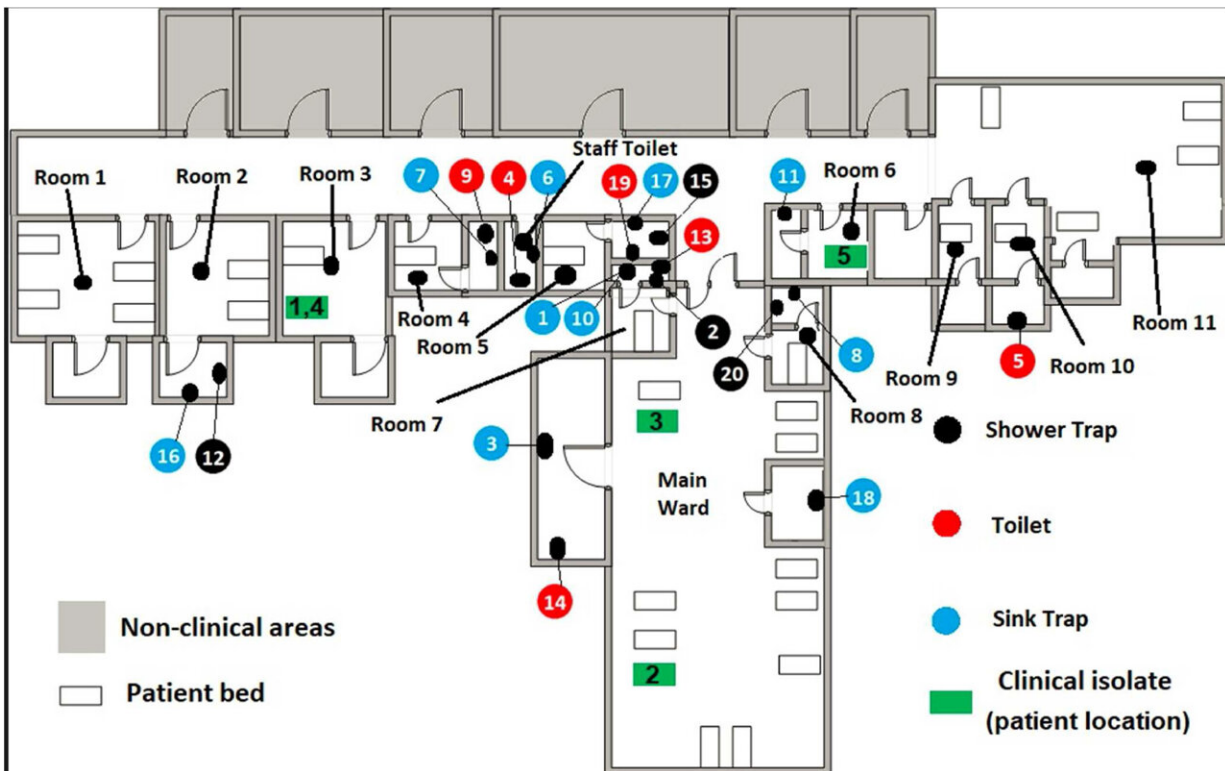 Staff Toilet
Room 1
Room 2
Room 3
7
9
4
6
19
17
15
11
Room 6
13
5
1,4
Room 4
1
10
2
Room 5
Room 11
20
8
Room 9
5
Room 10
Room 7
Room 8
3
3
Shower Trap
16
12
Main
Ward
18
Toilet
14
Non-clinical areas
Sink Trap
2
Patient bed
Clinical isolate
(patient location)